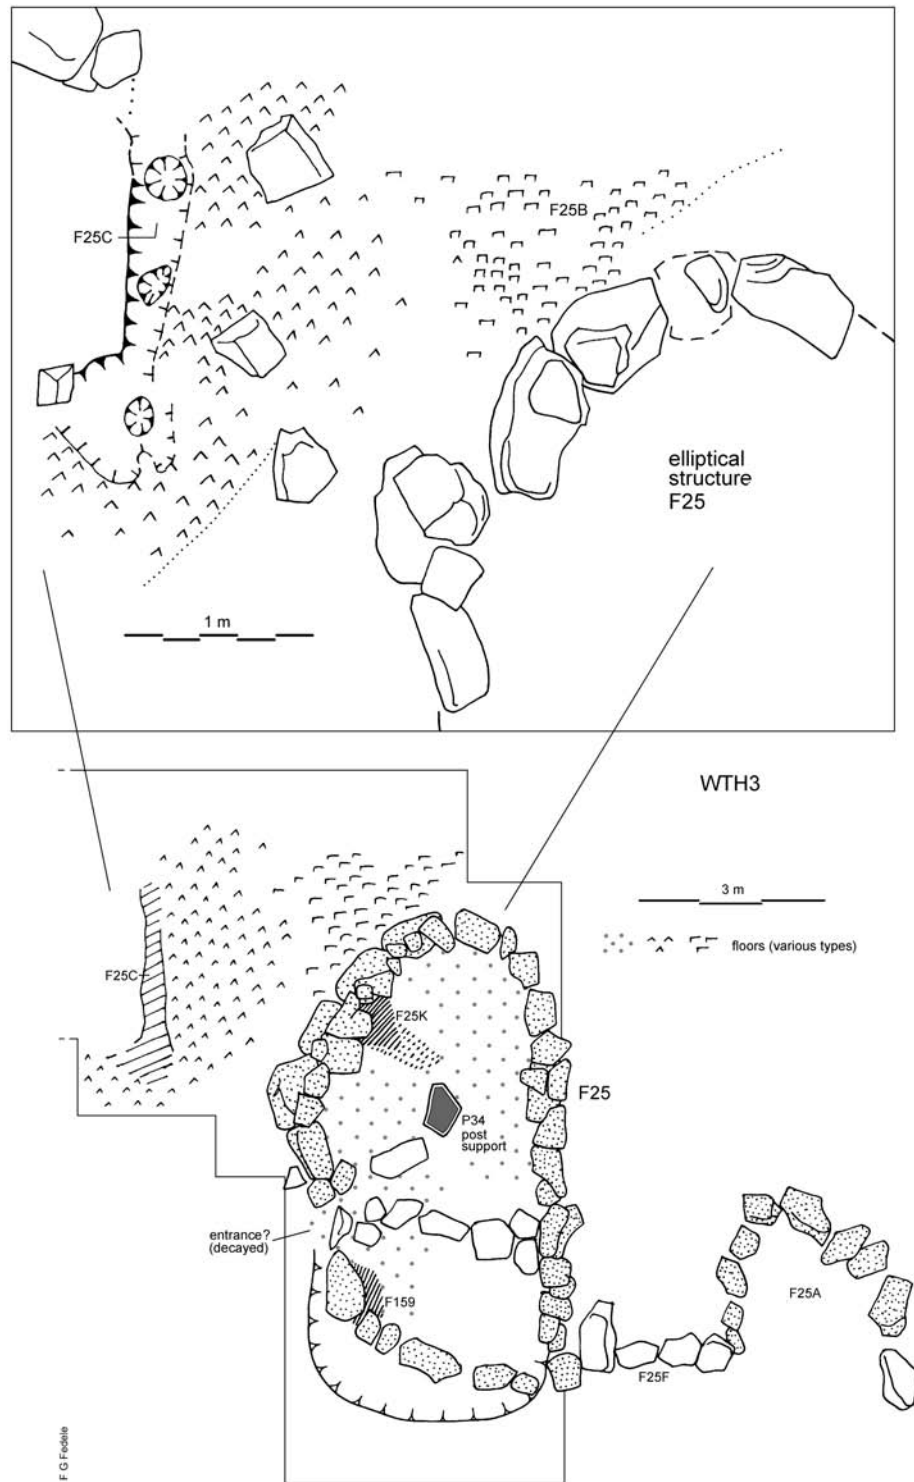 F25B
F25C
elliptical
structure
F25
1 m
WTH3
3 m
floors (various types)
F25C
F25K
F25
P34
post
support
entrance?
(decayed)
F159
F25A
F25F
F G Fedele